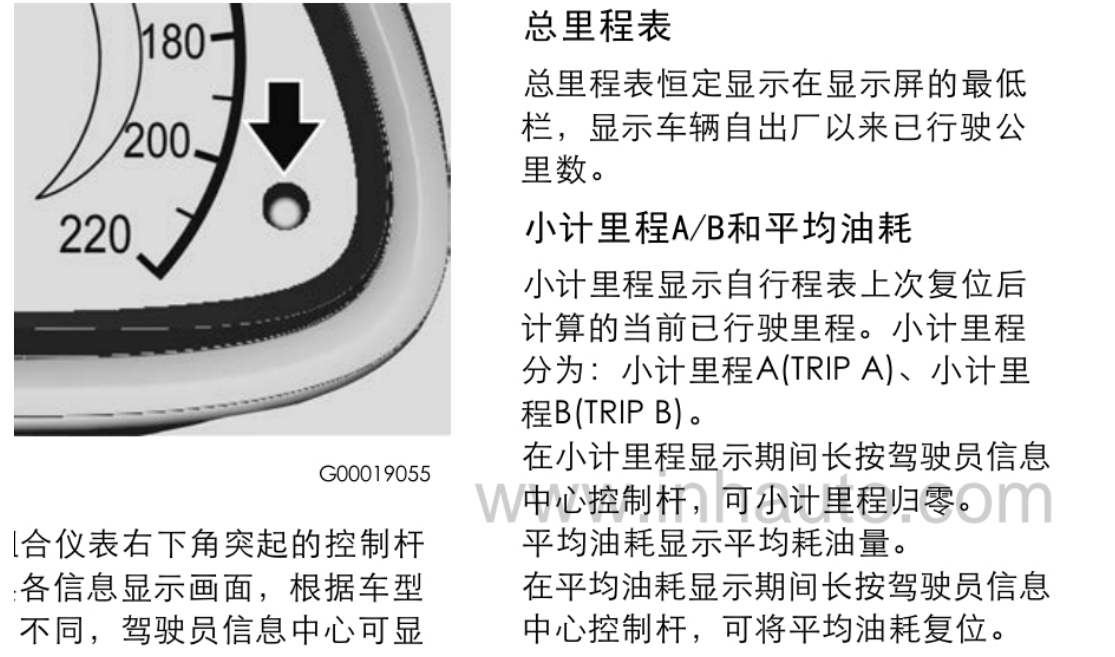 180
200
220
G00019055
合仪表右下角突起的控制杆
各信息显示画面，根据车型
不同，驾驶员信息中心可显
总里程表
总里程表恒定显示在显示屏的最低
栏，显示车辆自出厂以来已行驶公
里数。
小计里程A/B和平均油耗
小计里程显示自行程表上次复位后
计算的当前已行驶里程。小计里程
分为：小计里程A(TRIP A)、小计里
程B(TRIP B)。
在小计里程显示期间长按驾驶员信息
中心控制杆，可小计里程归零。
www.inhauto.com
平均油耗显示平均耗油量。
在平均油耗显示期间长按驾驶员信息
中心控制杆，可将平均油耗复位。